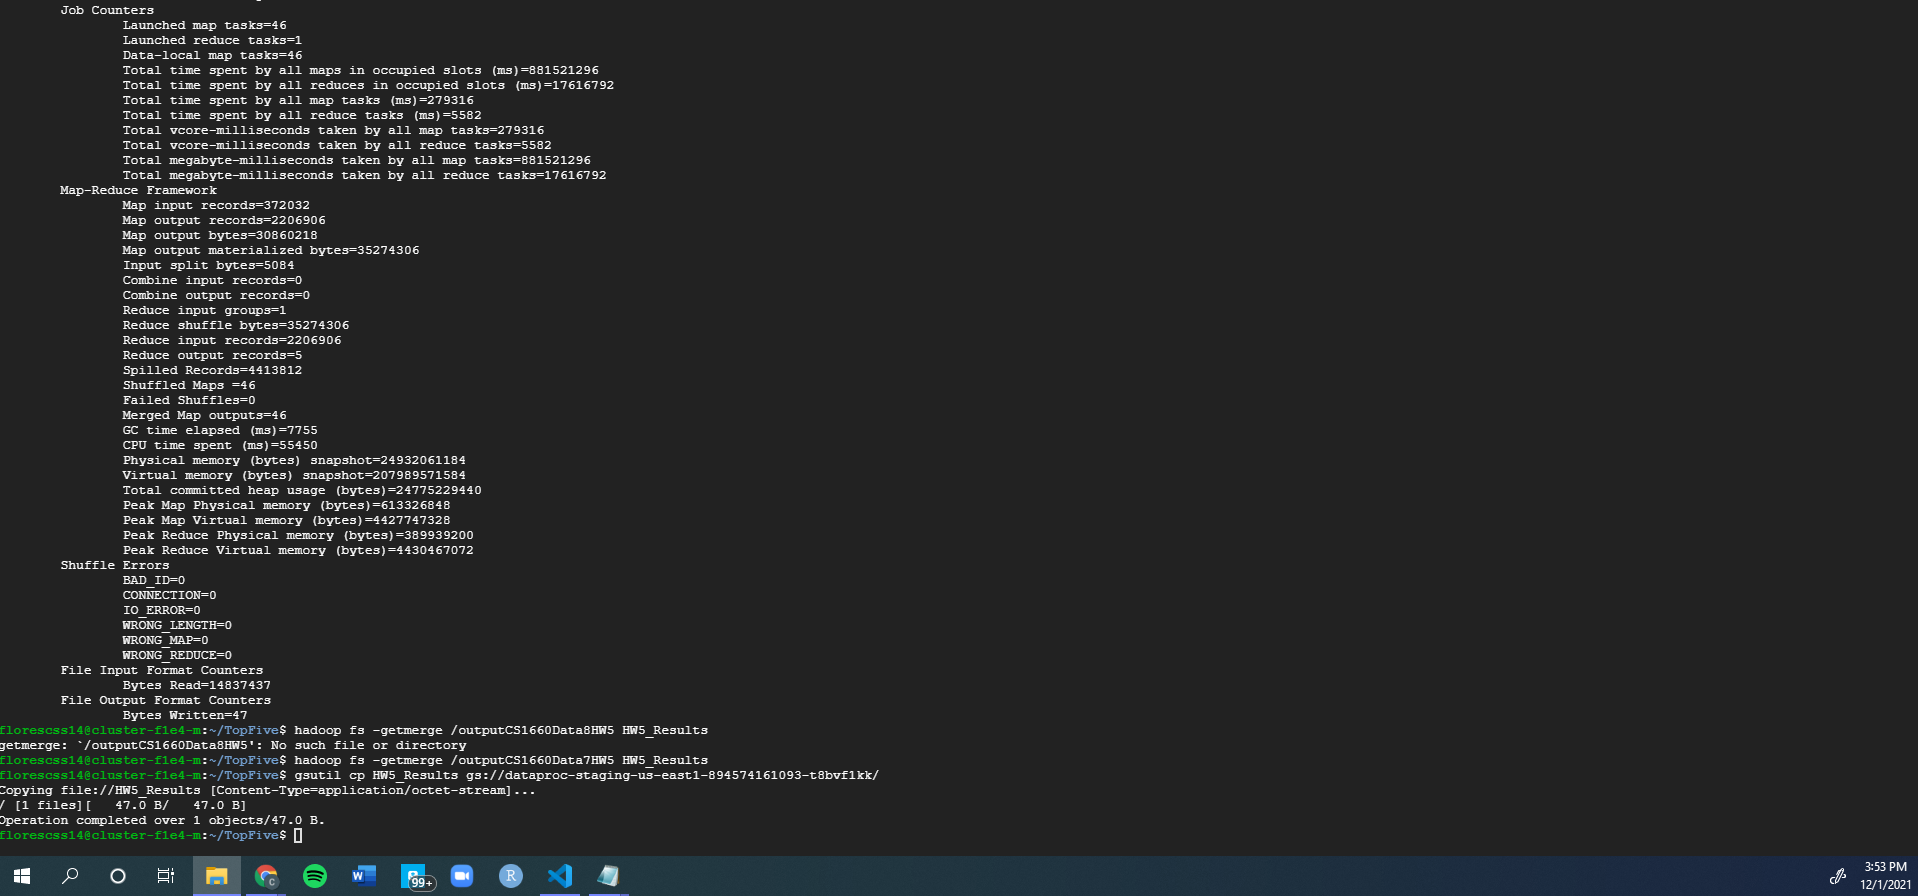 Job Counters
Launched map tasks=46
Launched reduce tasks=1
Data-local map tasks=46
Total time spent by all maps in occupied slots (ms)=881521296
Total time spent by all reduces in occupied slots (ms)=17616792
Total time spent by all map tasks (ms)=279316
Total time spent by all reduce tasks (ms)=5582
Total vcore-milliseconds taken by all map tasks=279316
Total vcore-milliseconds taken by all reduce tasks=5582
Total megabyte-milliseconds taken by all map tasks=881521296
Total megabyte-milliseconds taken by all reduce tasks=17616792
Map-Reduce Framework
Map input records=372032
Map output records=2206906
Map output bytes=30860218
Map output materialized bytes=35274306
Input split bytes=5084
Combine input records=0
Combine output records=0
Reduce input groups=1
Reduce shuffle bytes=35274306
Reduce input records=2206906
Reduce output records=5
Spilled Records=4413812
Shuffled Maps =46
Failed Shuffles=0
Merged Map outputs=46
GC time elapsed (ms)=7755
CPU time spent (ms)=55450
Physical memory (bytes) snapshot=24932061184
Virtual memory (bytes) snapshot=207989571584
Total committed heap usage (bytes)=24775229440
Peak Map Physical memory (bytes)=613326848
Peak Map Virtual memory (bytes)=4427747328
Peak Reduce Physical memory (bytes)=389939200
Peak Reduce Virtual memory (bytes)=4430467072
Shuffle Errors
BAD_ID=0
CONNECTION=0
IO_ERROR=0
WRONG_LENGTH=0
WRONG_MAP=0
WRONG_REDUCE=0
File Input Format Counters
Bytes Read=14837437
File Output Format Counters
Bytes Written=47
florescss14@cluster-f1e4-m:~/TopFive$ hadoop fs -getmerge /outputCS1660Data8HW5 HW5_Results
getmerge: `/outputCS1660Data8HW5': No such file or directory
florescss14@cluster-f1e4-m:~/TopFive$ hadoop fs -getmerge /outputCS1660Data7HW5 HW5_Results
florescss14@cluster-f1e4-m:~/TopFive$ gsutil cp HW5_Results gs://dataproc-staging-us-east1-894574161093-t8bvf1kk/
Copying file://HW5_Results [Content-Type=application/octet-stream]...
/ [1 files][   47.0 B/   47.0 B]
Operation completed over 1 objects/47.0 B.
florescss14@cluster-f1e4-m:~/TopFive$
W
99+
R
C
3:53 PM
12/1/2021